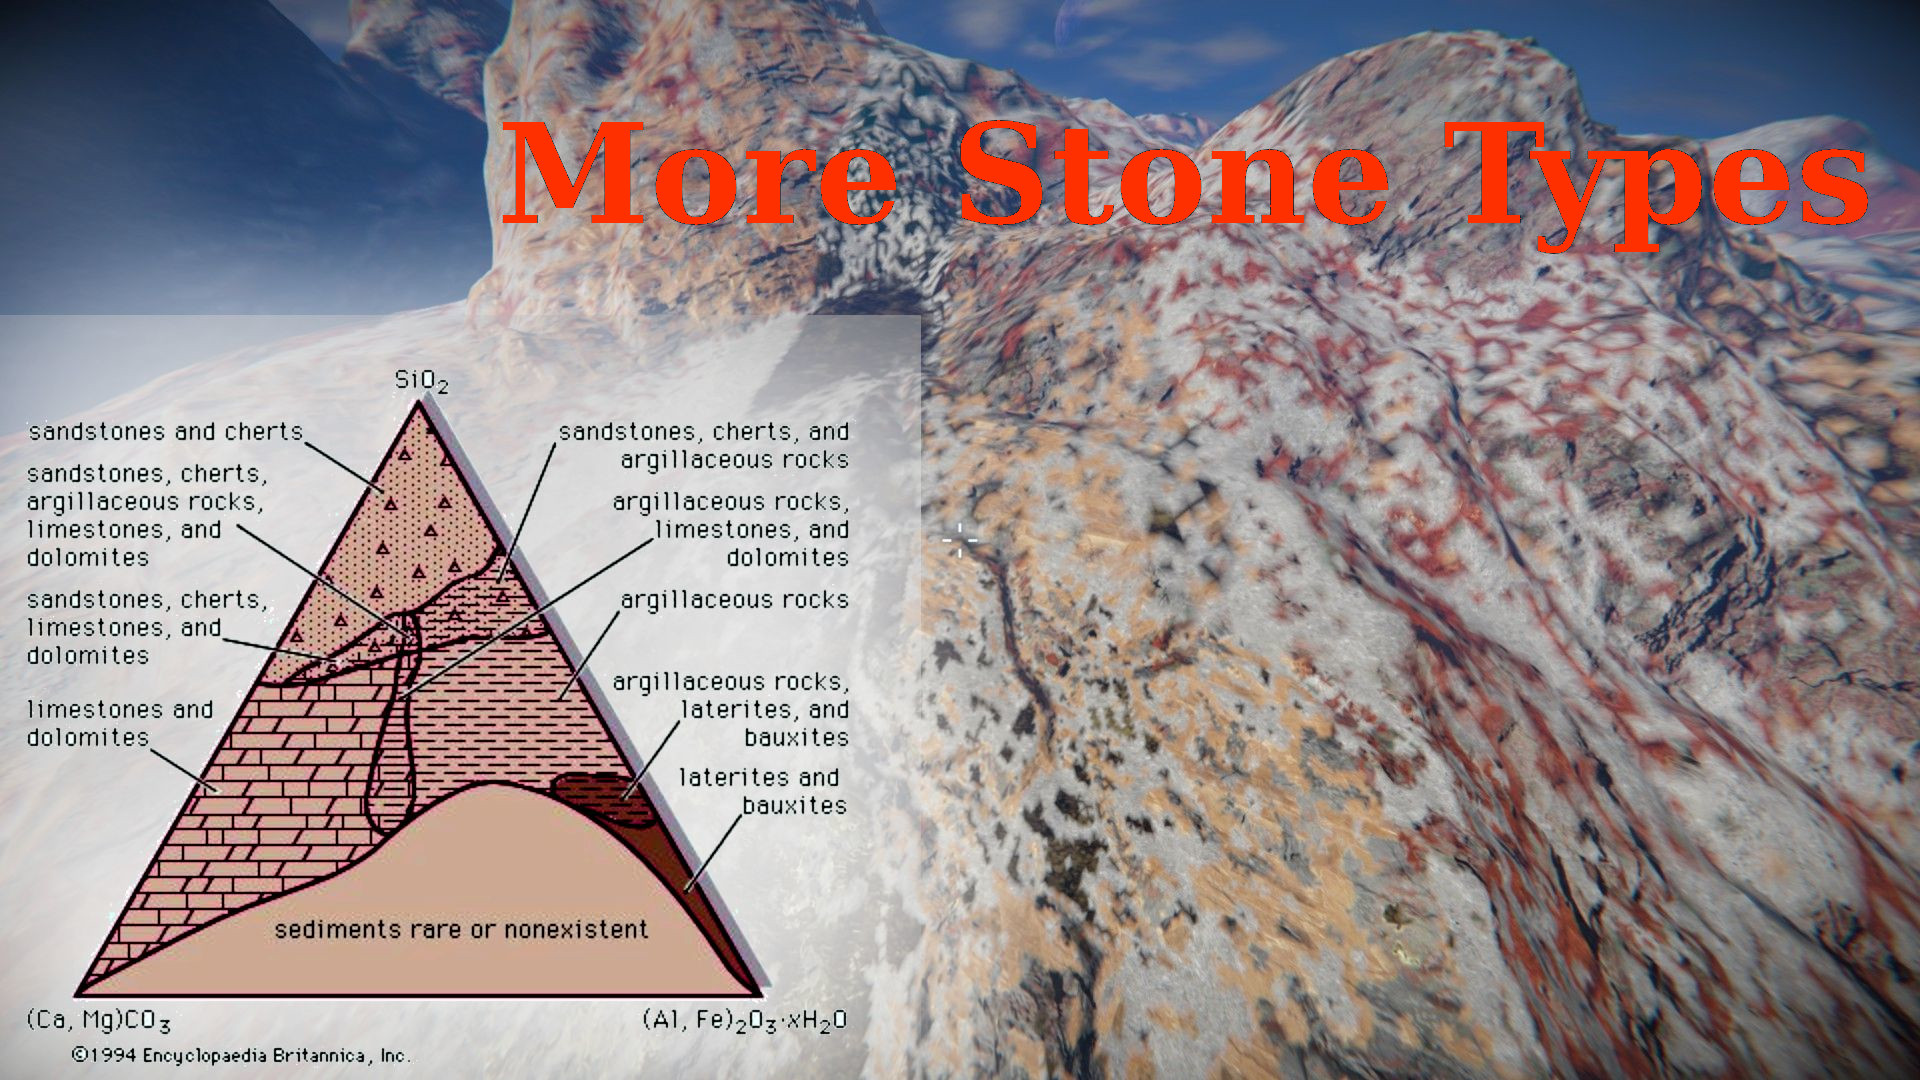 More Stone Types
SiO₂
sandstones and cherts
sandstones, cherts,
argillaceous rocks,
limestones, and
dolomites
sandstones, cherts,
limestones, and
dolomites
limestones and
dolomites
sandstones, cherts, and
argillaceous rocks
argillaceous rocks,
limestones, and
dolomites
argillaceous rocks
argillaceous rocks,
laterites, and
bauxites
laterites and
bauxites
sediments rare or nonexistent
(Ca, Mg)CO₃
(Al, Fe)₂O₃·xH₂O
©1994 Encyclopaedia Britannica, Inc.